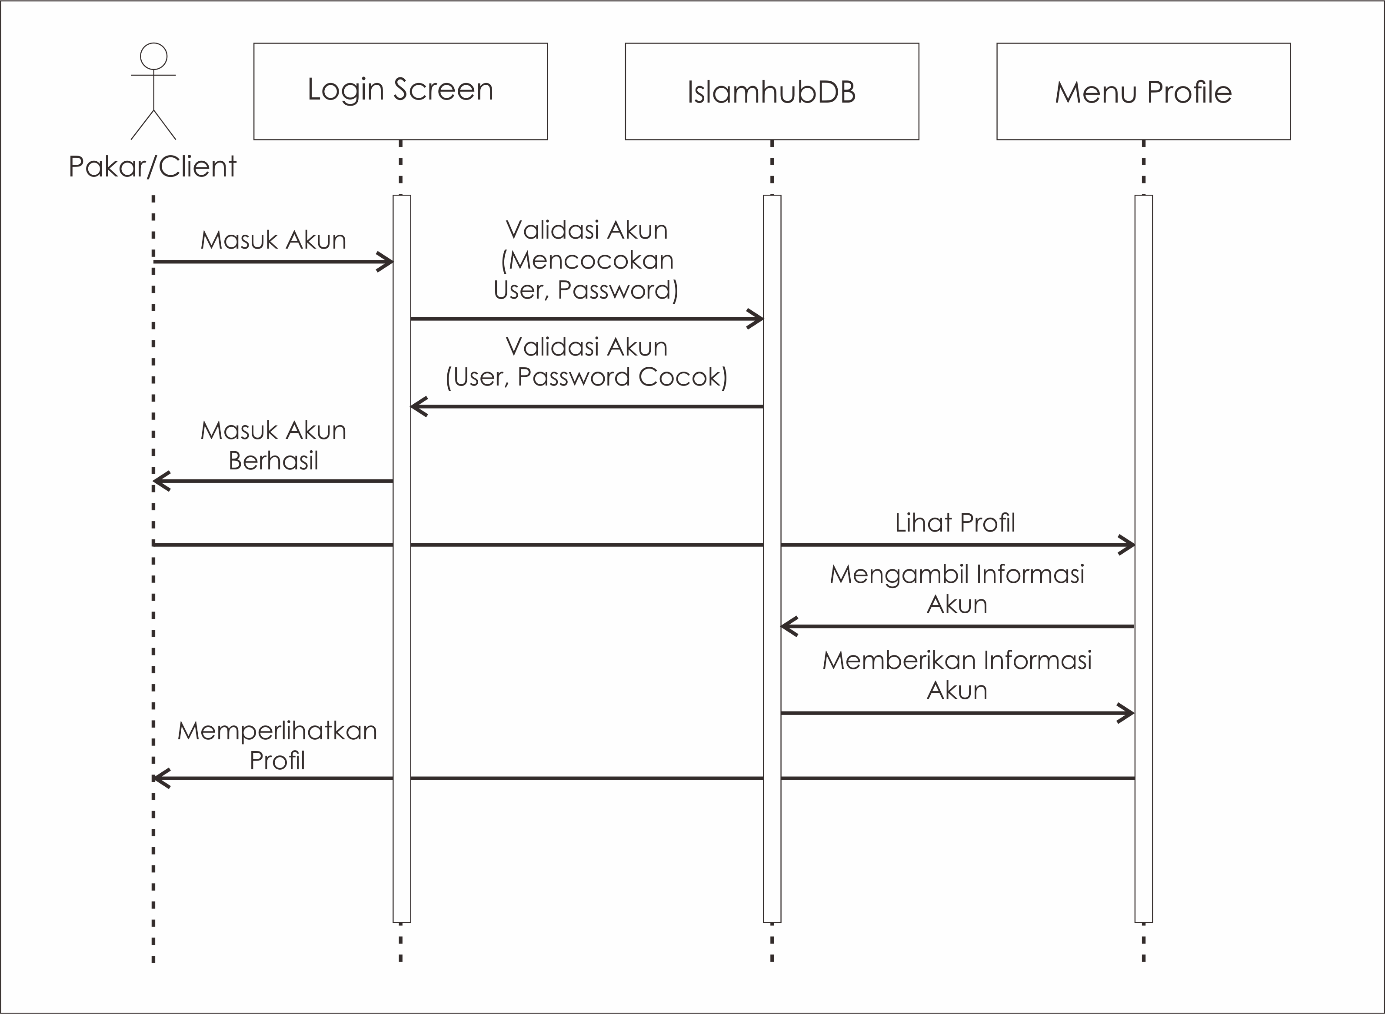 Login Screen
IslamhubDB
Menu Profile
Pakar/Client
Masuk Akun
Validasi Akun
(Mencocokan
User, Password)
Validasi Akun
(User, Password Cocok)
Masuk Akun
Berhasil
Lihat Profil
Mengambil Informasi
Akun
Memberikan Informasi
Akun
Memperlihatkan
Profil